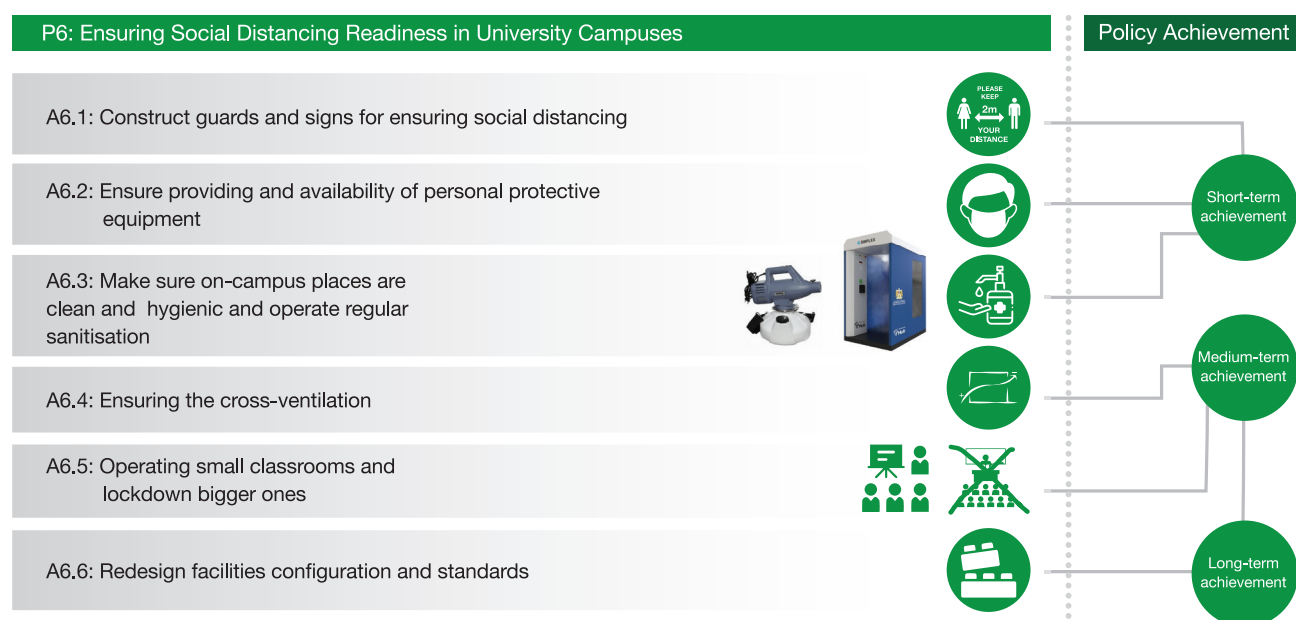 P6: Ensuring Social Distancing Readiness in University Campuses
Policy Achievement
A6.1: Construct guards and signs for ensuring social distancing
PLEASE
KEEP
2m
YOUR
DISTANCE
A6.2: Ensure providing and availability of personal protective
equipment
Short-term
achievement
A6.3: Make sure on-campus places are
clean and hygienic and operate regular
sanitisation
Medium-term
achievement
A6.4: Ensuring the cross-ventilation
A6.5: Operating small classrooms and
lockdown bigger ones
A6.6: Redesign facilities configuration and standards
Long-term
achievement